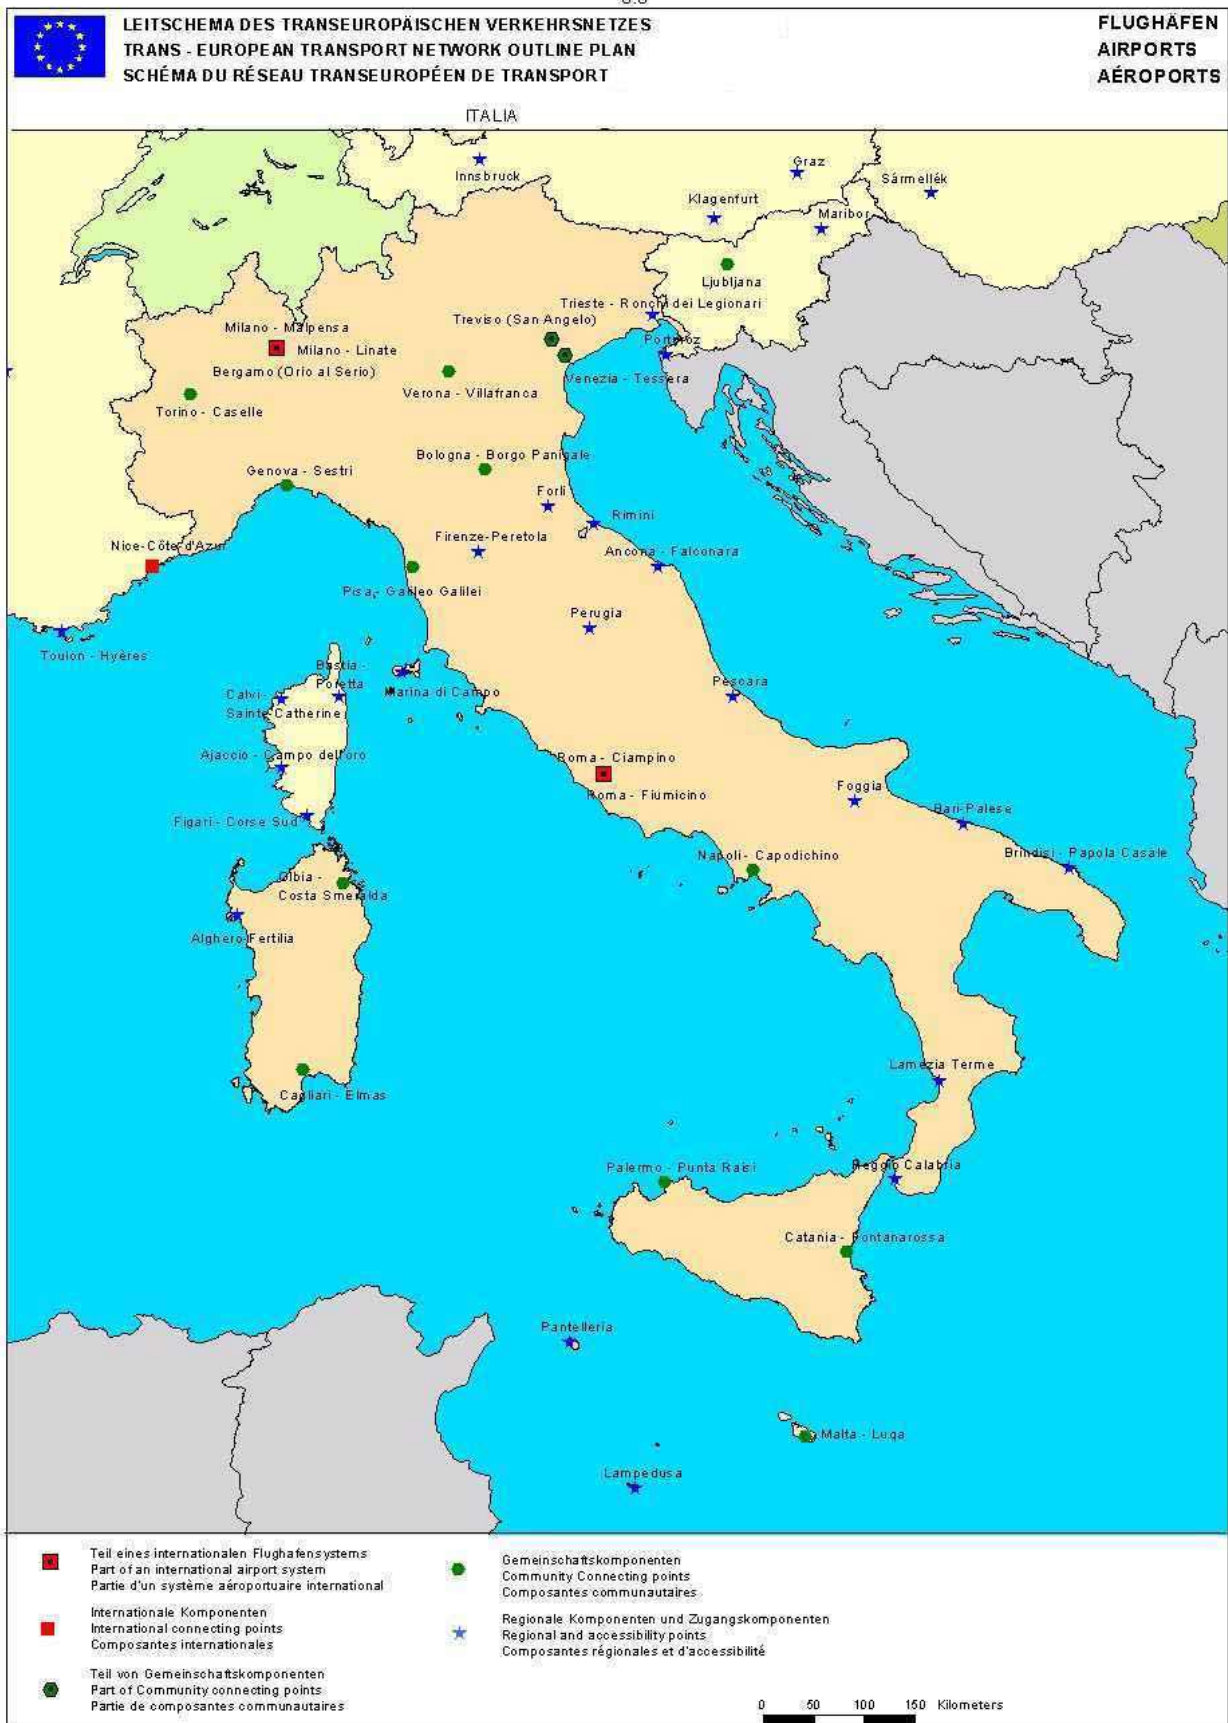 LEITSCHEMA DES TRANSEUROPÄISCHEN VERKEHRSNETZES
TRANS - EUROPEAN TRANSPORT NETWORK OUTLINE PLAN
SCHÉMA DU RÉSEAU TRANSEUROPÉEN DE TRANSPORT
FLUGHÄFEN
AIRPORTS
AÉROPORTS
ITALIA
Innsbruck
Graz
Sármellék
Klagenfurt
Maribor
Ljubljana
Trieste - Ronchi dei Legionari
Treviso (San Angelo)
Milano - Malpensa
Milano - Linate
Bergamo (Orio al Serio)
Portoroz
Venezia - Tessera
Verona - Villafranca
Torino - Caselle
Bologna - Borgo Panigale
Genova - Sestri
Forlì
Rimini
Firenze-Peretola
Ancona - Falconara
Nice-Côte-d'Azur
Pisa - Galileo Galilei
Perugia
Toulon - Hyères
Bastia -
Poretta
Marina di Campo
Calvi -
Sainte Catherine
Pescara
Ajaccio - Campo dell'oro
Roma - Ciampino
Roma - Fiumicino
Foggia
Bari-Palese
Figari - Corse Sud
Napoli - Capodichino
Brindisi - Papola Casale
Olbia -
Costa Smeralda
Alghero-Fertilia
Lamezia Terme
Cagliari - Elmas
Palermo - Punta Raisi
Reggio Calabria
Catania - Fontanarossa
Pantelleria
Malta - Luqa
Lampedusa
Teil eines internationalen Flughafensystems
Part of an international airport system
Partie d'un système aéroportuaire international
Internationale Komponenten
International connecting points
Composantes internationales
Teil von Gemeinschaftskomponenten
Part of Community connecting points
Partie de composantes communautaires
Gemeinschaftskomponenten
Community Connecting points
Composantes communautaires
Regionale Komponenten und Zugangskomponenten
Regional and accessibility points
Composantes régionales et d'accessibilité
0 50 100 150 Kilometers